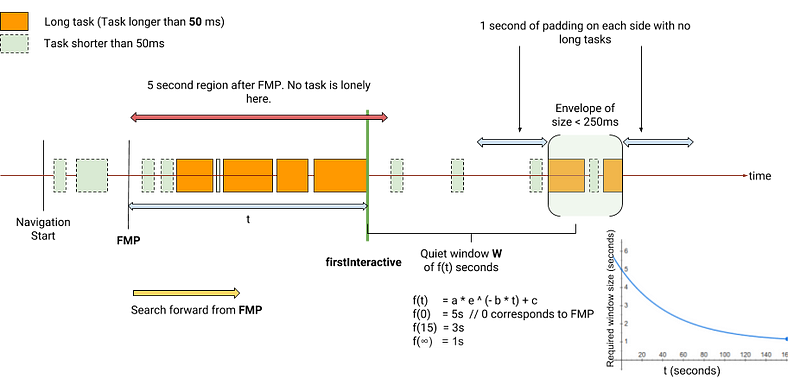 Long task (Task longer than 50 ms)
Task shorter than 50ms
1 second of padding on each side with no
long tasks
5 second region after FMP. No task is lonely
here.
Envelope of
size < 250ms
time
Navigation
Start
FMP
t
firstInteractive
Quiet window W
of f(t) seconds
Search forward from FMP
f(t) = a * e ^ (- b * t) + c
f(0) = 5s // 0 corresponds to FMP
f(15) = 3s
f(∞) = 1s
Required window size (seconds)
6
5
4
3
2
1
20 40 60 80 100 120 140 160
t (seconds)